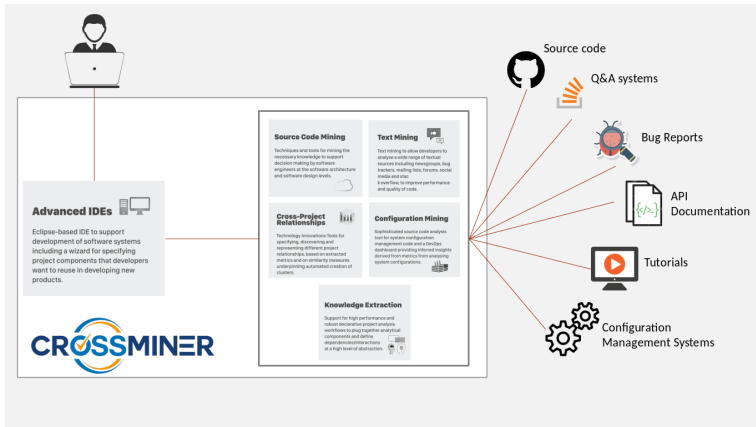 Source code
Q&A systems
Bug Reports
API
Documentation
Tutorials
Configuration
Management Systems
Advanced IDEs
Eclipse-based IDE to support
development of software systems
including a wizard for specifying
project components that developers
want to reuse in developing new
products.
CROSSMINER
Source Code Mining
Techniques and tools for mining the
necessary knowledge to support
decision making by software
engineers at the software architecture
and software design levels.
Text Mining
Text mining to allow developers to
analyse a wide range of textual
sources including newsgroups, bug
trackers, mailing lists, forums, social
media and stac
k overflow, to improve performance
and quality of code.
Cross-Project
Relationships
Technology Innovations Tools for
specifying, discovering and
representing different project
relationships, based on extracted
metrics and on similarity measures
underpinning automated creation of
clusters.
Configuration Mining
Sophisticated source code analysis
tool for system configuration
management code and a DevOps
dashboard providing inferred insights
derived from metrics from analysing
system configurations.
Knowledge Extraction
Support for high performance and
robust declarative project analysis
workflows to plug together analytical
components and define
dependencies/interactions
at a high level of abstraction.
{</>}